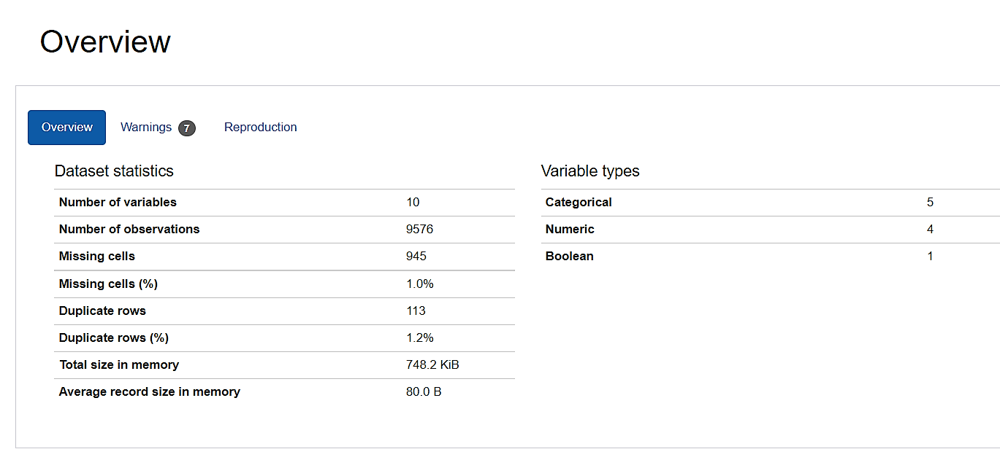 Overview
Overview Warnings 7 Reproduction
Dataset statistics
Number of variables 10
Number of observations 9576
Missing cells 945
Missing cells (%) 1.0%
Duplicate rows 113
Duplicate rows (%) 1.2%
Total size in memory 748.2 KiB
Average record size in memory 80.0 B
Variable types
Categorical 5
Numeric 4
Boolean 1